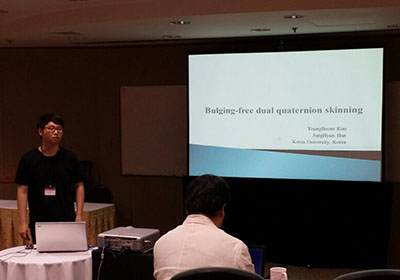 Bulging-free dual quaternion skinning
YoungBeom Kim
JungHyun Han
Korea University, Korea